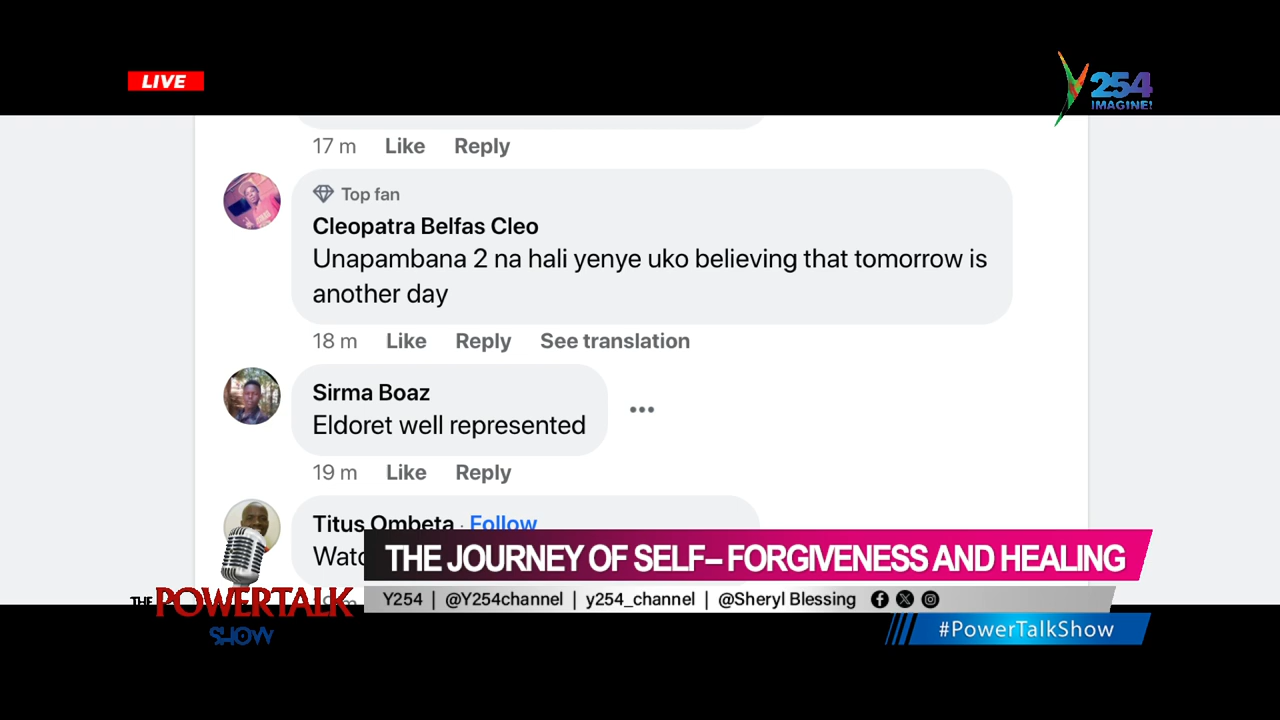 LIVE
254
IMAGINE!
17 m Like Reply
Top fan
Cleopatra Belfas Cleo
Unapambana 2 na hali yenye uko believing that tomorrow is
another day
18 m Like Reply See translation
Sirma Boaz
Eldoret well represented
19 m Like Reply
Titus Ombeta · Follow
THE JOURNEY OF SELF– FORGIVENESS AND HEALING
THE POWERTALK
SHOW
Y254 | @Y254channel | y254_channel | @Sheryl Blessing
#PowerTalkShow